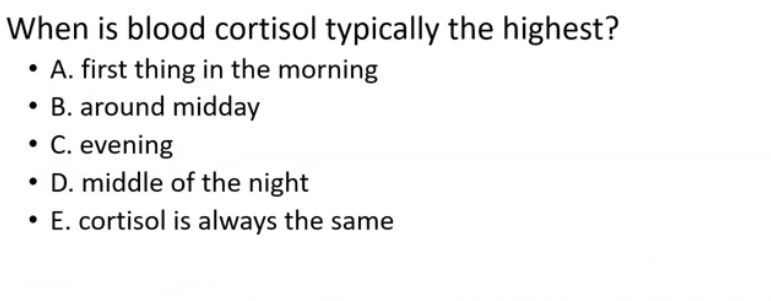 When is blood cortisol typically the highest?
• A. first thing in the morning
• B. around midday
• C. evening
• D. middle of the night
• E. cortisol is always the same